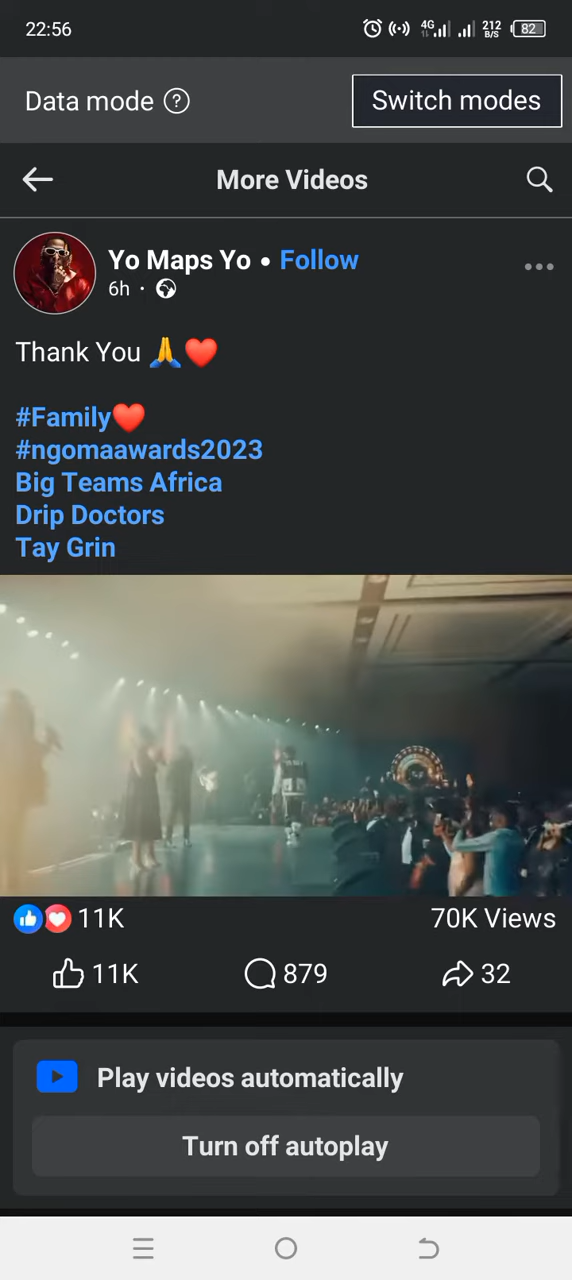 22:56
4G
212 B/S
82
Data mode ?
Switch modes
More Videos
Yo Maps Yo • Follow
6h ·
Thank You 🙏❤️
#Family❤️
#ngomaawards2023
Big Teams Africa
Drip Doctors
Tay Grin
11K
70K Views
11K
879
32
Play videos automatically
Turn off autoplay